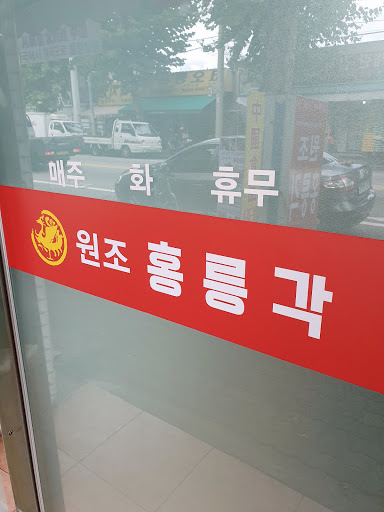 매주 화 휴무
원조 홍릉각